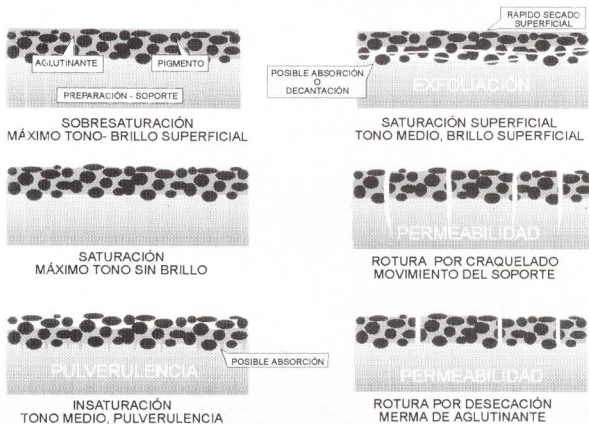 AGLUTINANTE
PIGMENTO
PREPARACIÓN - SOPORTE
SOBRESATURACIÓN
MÁXIMO TONO- BRILLO SUPERFICIAL
RÁPIDO SECADO
SUPERFICIAL
POSIBLE ABSORCIÓN
O
DECANTACIÓN
EXFOLIACIÓN
SATURACIÓN SUPERFICIAL
TONO MEDIO, BRILLO SUPERFICIAL
SATURACIÓN
MÁXIMO TONO SIN BRILLO
PERMEABILIDAD
ROTURA POR CRAQUELADO
MOVIMIENTO DEL SOPORTE
PULVERULENCIA
POSIBLE ABSORCIÓN
INSATURACIÓN
TONO MEDIO, PULVERULENCIA
PERMEABILIDAD
ROTURA POR DESECACIÓN
MERMA DE AGLUTINANTE